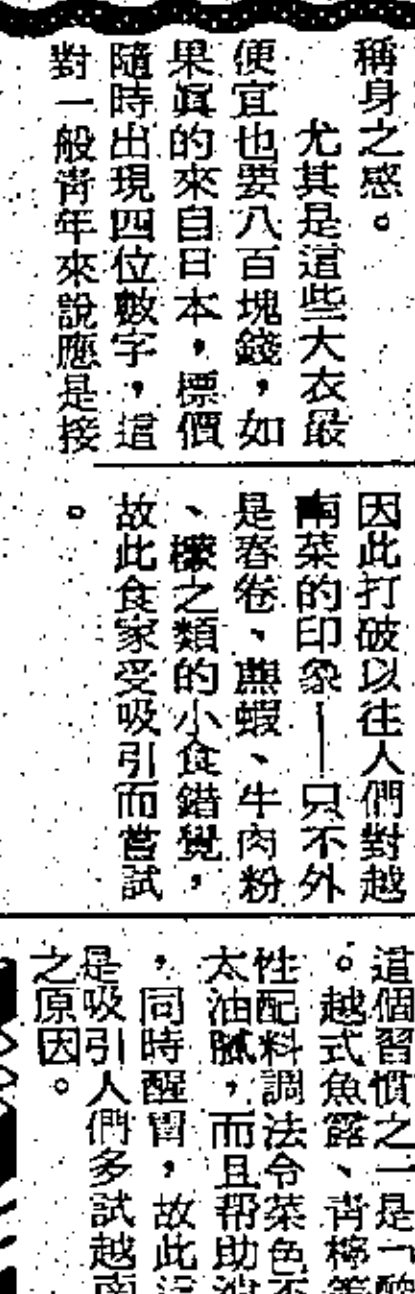 稱身之感。
尤其是這些大衣最
便宜也要八百塊錢，如
果眞的來自日本，標價
隨時出現四位數字，這
對一般靑年來說應是接
因此打破以往人們對越
南菜的印象—只不外
是春卷、蔗蝦、牛肉粉
、檬之類的小食錯覺，
故此食家受吸引而嘗試
。
這個習慣之一是一酸
。越式魚露、靑檸等
性配料調法令菜色不
太油膩，而且帮助
，同時醒胃，故此這
是吸引人們多試越南
之原因。